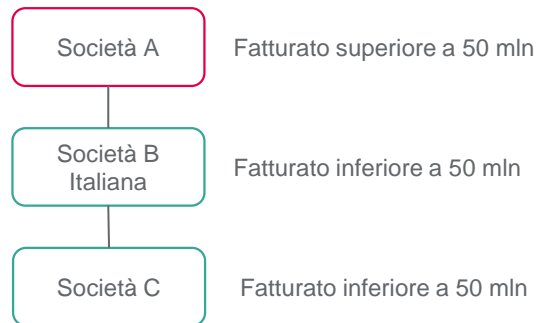 Società A
Fatturato superiore a 50 mln
Società B
Italiana
Fatturato inferiore a 50 mln
Società C
Fatturato inferiore a 50 mln